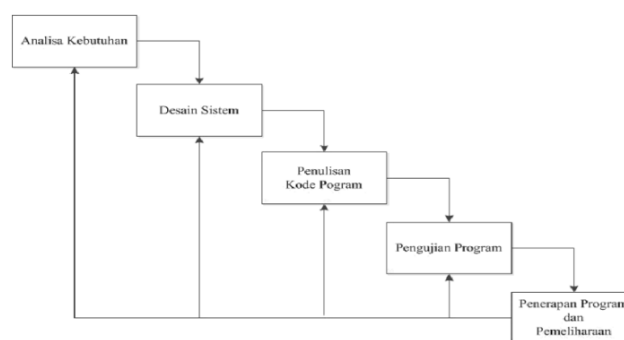 Analisa Kebutuhan
Desain Sistem
Penulisan
Kode Pogram
Pengujian Program
Penerapan Program
dan
Pemeliharaan